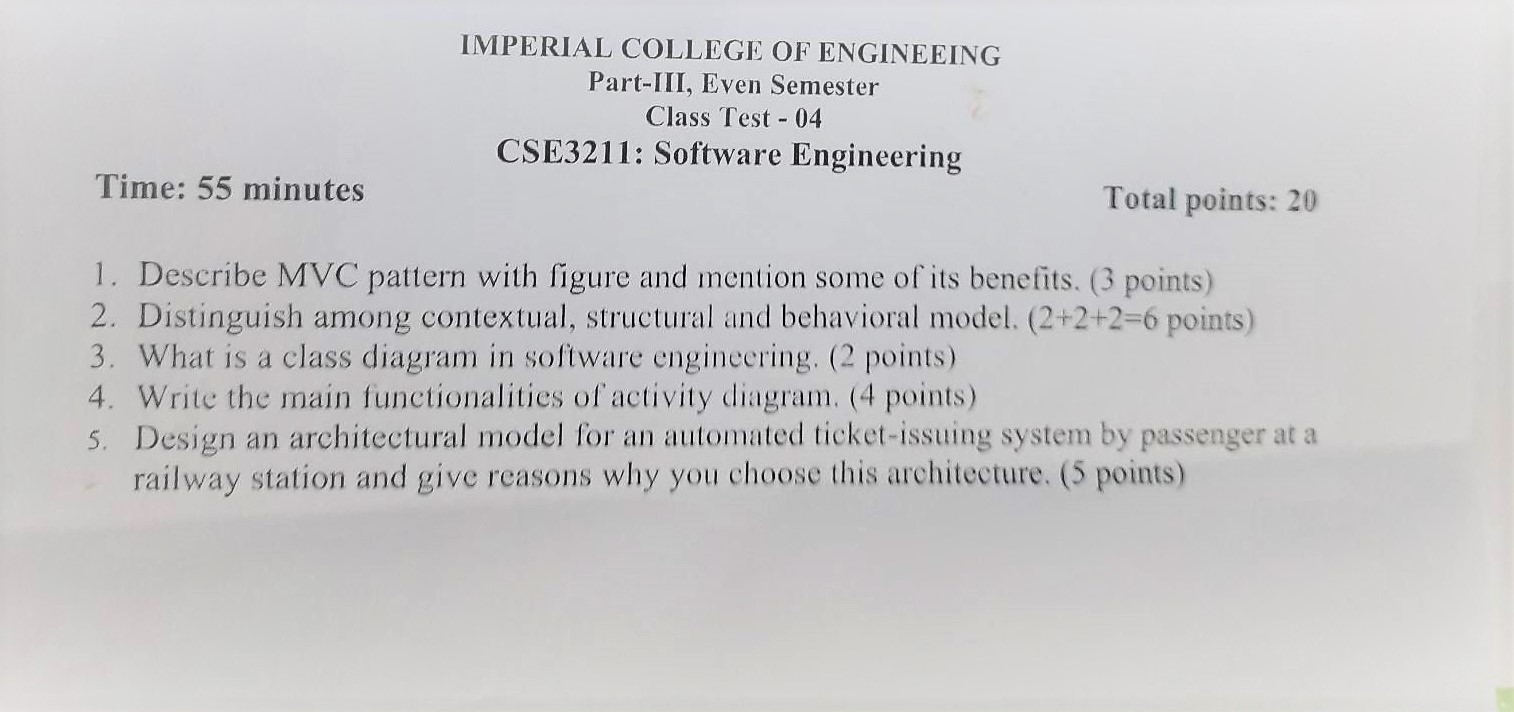 IMPERIAL COLLEGE OF ENGINEEING
Part-III, Even Semester
Class Test - 04
CSE3211: Software Engineering
Time: 55 minutes
Total points: 20
1. Describe MVC pattern with figure and mention some of its benefits. (3 points)
2. Distinguish among contextual, structural and behavioral model. (2+2+2=6 points)
3. What is a class diagram in software engineering. (2 points)
4. Write the main functionalities of activity diagram. (4 points)
5. Design an architectural model for an automated ticket-issuing system by passenger at a
railway station and give reasons why you choose this architecture. (5 points)